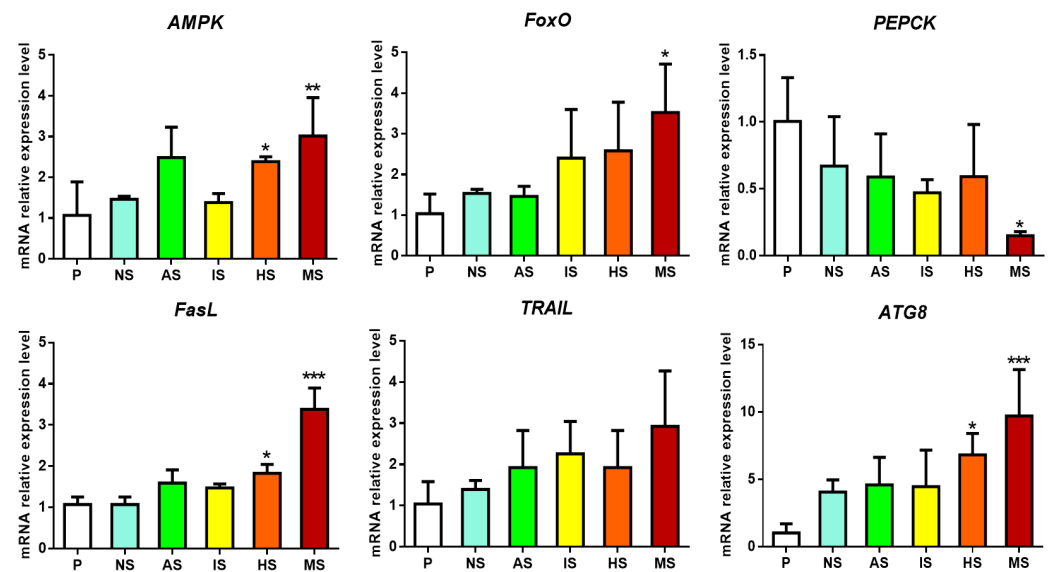 AMPK
FoxO
PEPCK
mRNA relative expression level
5
4
3
2
1
0
*
**
P NS AS IS HS MS
mRNA relative expression level
5
4
3
2
1
0
*
P NS AS IS HS MS
mRNA relative expression level
1.5
1.0
0.5
0.0
*
P NS AS IS HS MS
FasL
TRAIL
ATG8
mRNA relative expression level
5
4
3
2
1
0
*
***
P NS AS IS HS MS
mRNA relative expression level
5
4
3
2
1
0
P NS AS IS HS MS
mRNA relative expression level
15
10
5
0
*
***
P NS AS IS HS MS